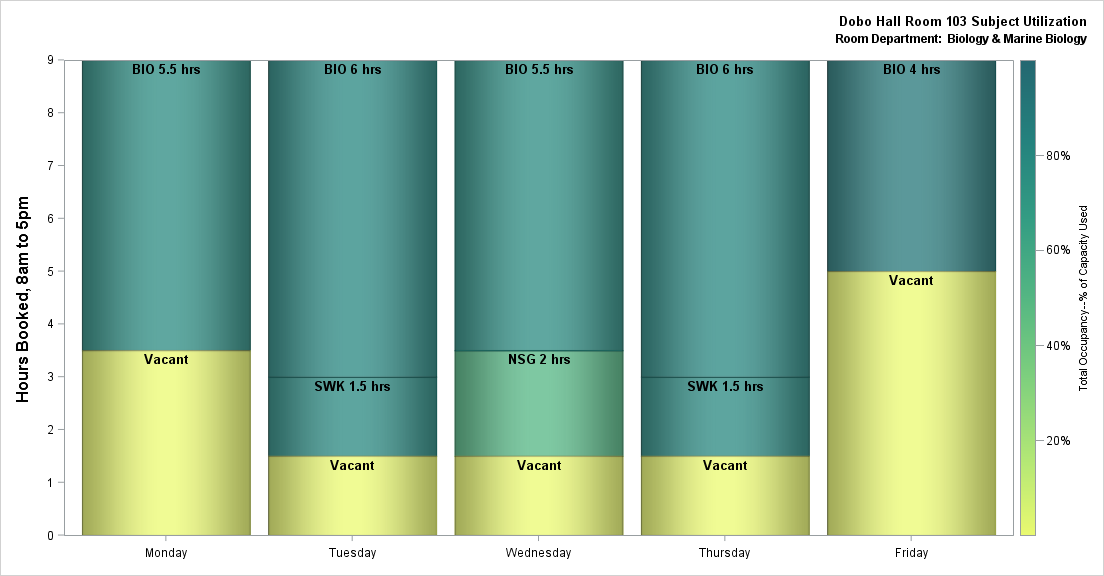 Dobo Hall Room 103 Subject Utilization
Room Department: Biology & Marine Biology
Hours Booked, 8am to 5pm
9
8
7
6
5
4
3
2
1
0
BIO 5.5 hrs
Vacant
BIO 6 hrs
SWK 1.5 hrs
Vacant
BIO 5.5 hrs
NSG 2 hrs
Vacant
BIO 6 hrs
SWK 1.5 hrs
Vacant
BIO 4 hrs
Vacant
Monday
Tuesday
Wednesday
Thursday
Friday
80%
60%
40%
20%
Total Occupancy--% of Capacity Used